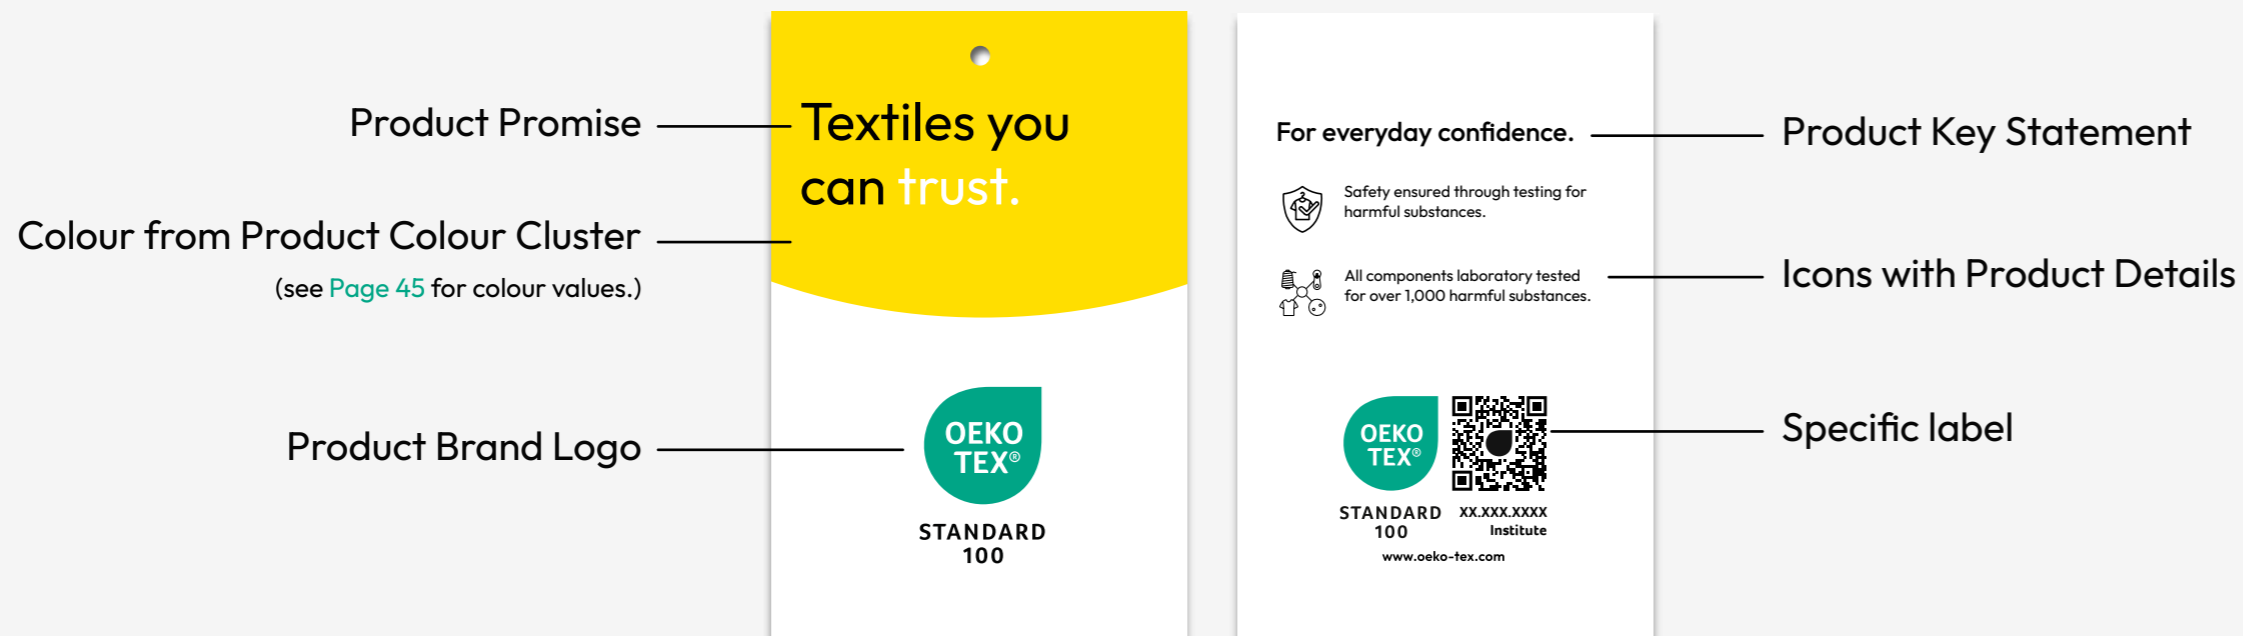 Product Promise
Colour from Product Colour Cluster
(see Page 45 for colour values.)
Product Brand Logo
Textiles you
can trust.
OEKO
TEX®
STANDARD
100
For everyday confidence.
Safety ensured through testing for
harmful substances.
All components laboratory tested
for over 1,000 harmful substances.
OEKO
TEX®
STANDARD
100
XX.XXX.XXXX
Institute
www.oeko-tex.com
Product Key Statement
Icons with Product Details
Specific label